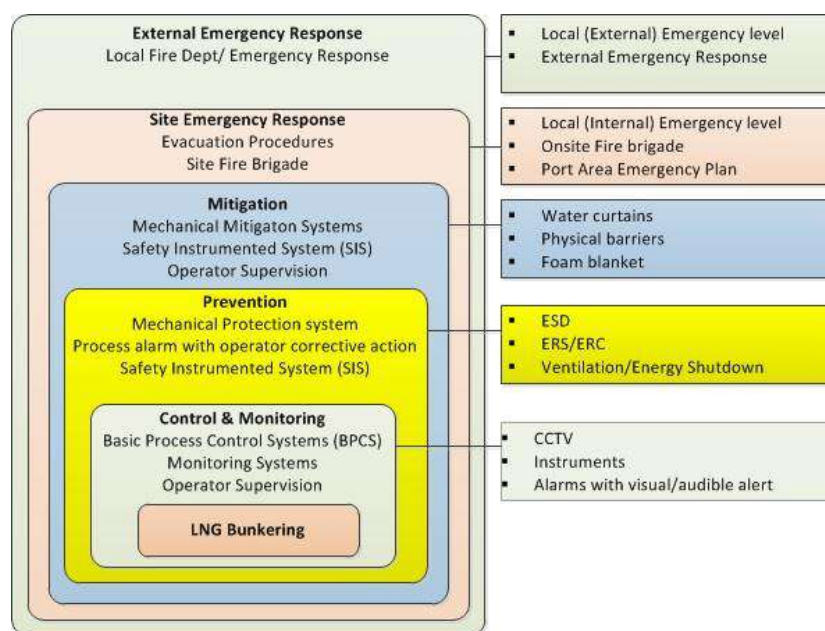 External Emergency Response
Local Fire Dept/ Emergency Response
Site Emergency Response
Evacuation Procedures
Site Fire Brigade
Mitigation
Mechanical Mitigaton Systems
Safety Instrumented System (SIS)
Operator Supervision
Prevention
Mechanical Protection system
Process alarm with operator corrective action
Safety Instrumented System (SIS)
Control & Monitoring
Basic Process Control Systems (BPCS)
Monitoring Systems
Operator Supervision
LNG Bunkering
▪ Local (External) Emergency level
▪ External Emergency Response
▪ Local (Internal) Emergency level
▪ Onsite Fire brigade
▪ Port Area Emergency Plan
▪ Water curtains
▪ Physical barriers
▪ Foam blanket
▪ ESD
▪ ERS/ERC
▪ Ventilation/Energy Shutdown
▪ CCTV
▪ Instruments
▪ Alarms with visual/audible alert